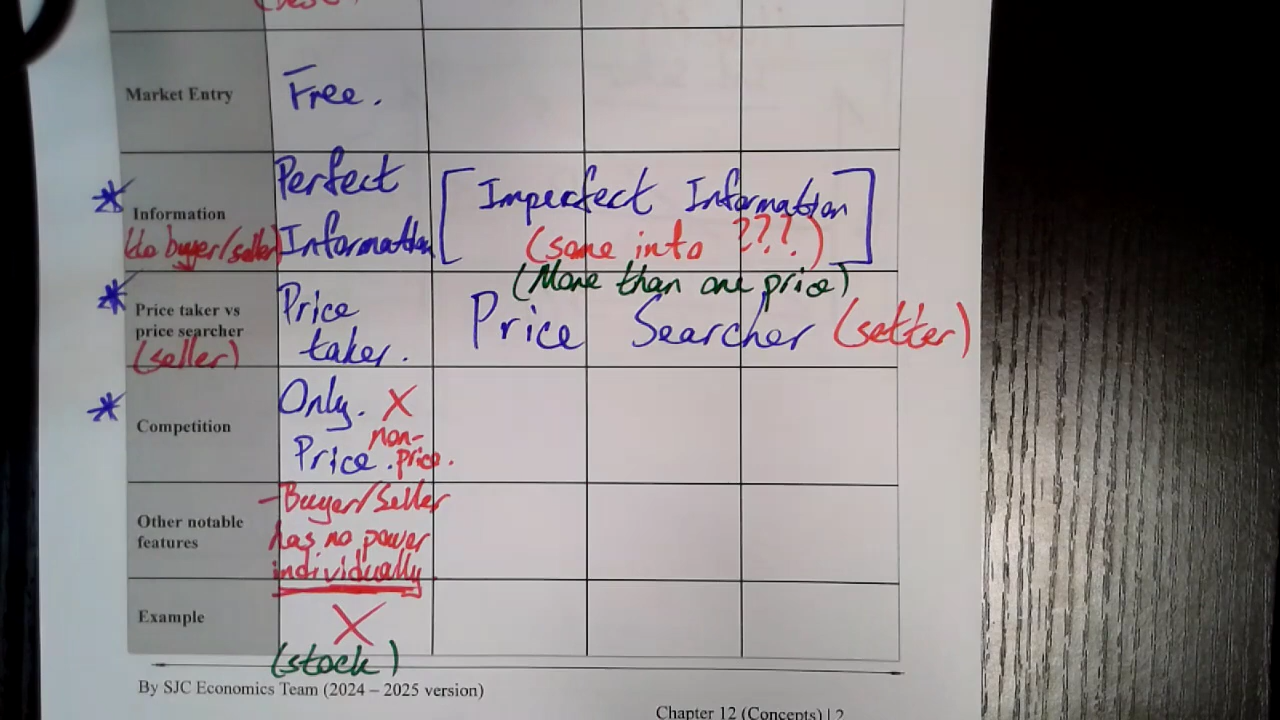 Market Entry
Free.
Information
(to buyer/seller)
Perfect
Information
Imperfect Information
(some info ???)
(More than one price)
Price taker vs
price searcher
(seller)
Price
taker.
Price Searcher (setter)
Competition
Only. X
non-
Price. price.
Other notable
features
-Buyer/Seller
has no power
individually
Example
X
(stock)
By SJC Economics Team (2024 – 2025 version)
Chapter 12 (Concepts) | 2